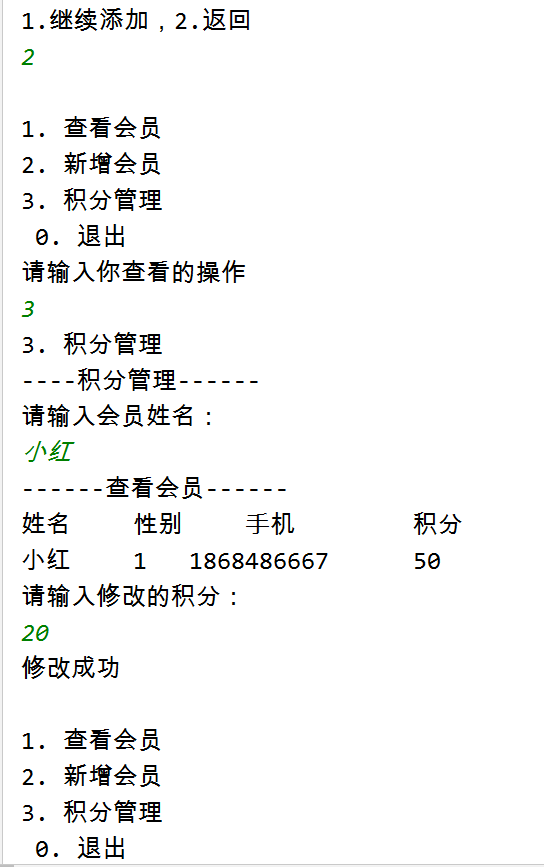 1.继续添加，2.返回
2
1. 查看会员
2. 新增会员
3. 积分管理
0. 退出
请输入你查看的操作
3
3. 积分管理
----积分管理------
请输入会员姓名：
小红
------查看会员------
姓名 性别 手机 积分
小红 1 1868486667 50
请输入修改的积分：
20
修改成功
1. 查看会员
2. 新增会员
3. 积分管理
0. 退出